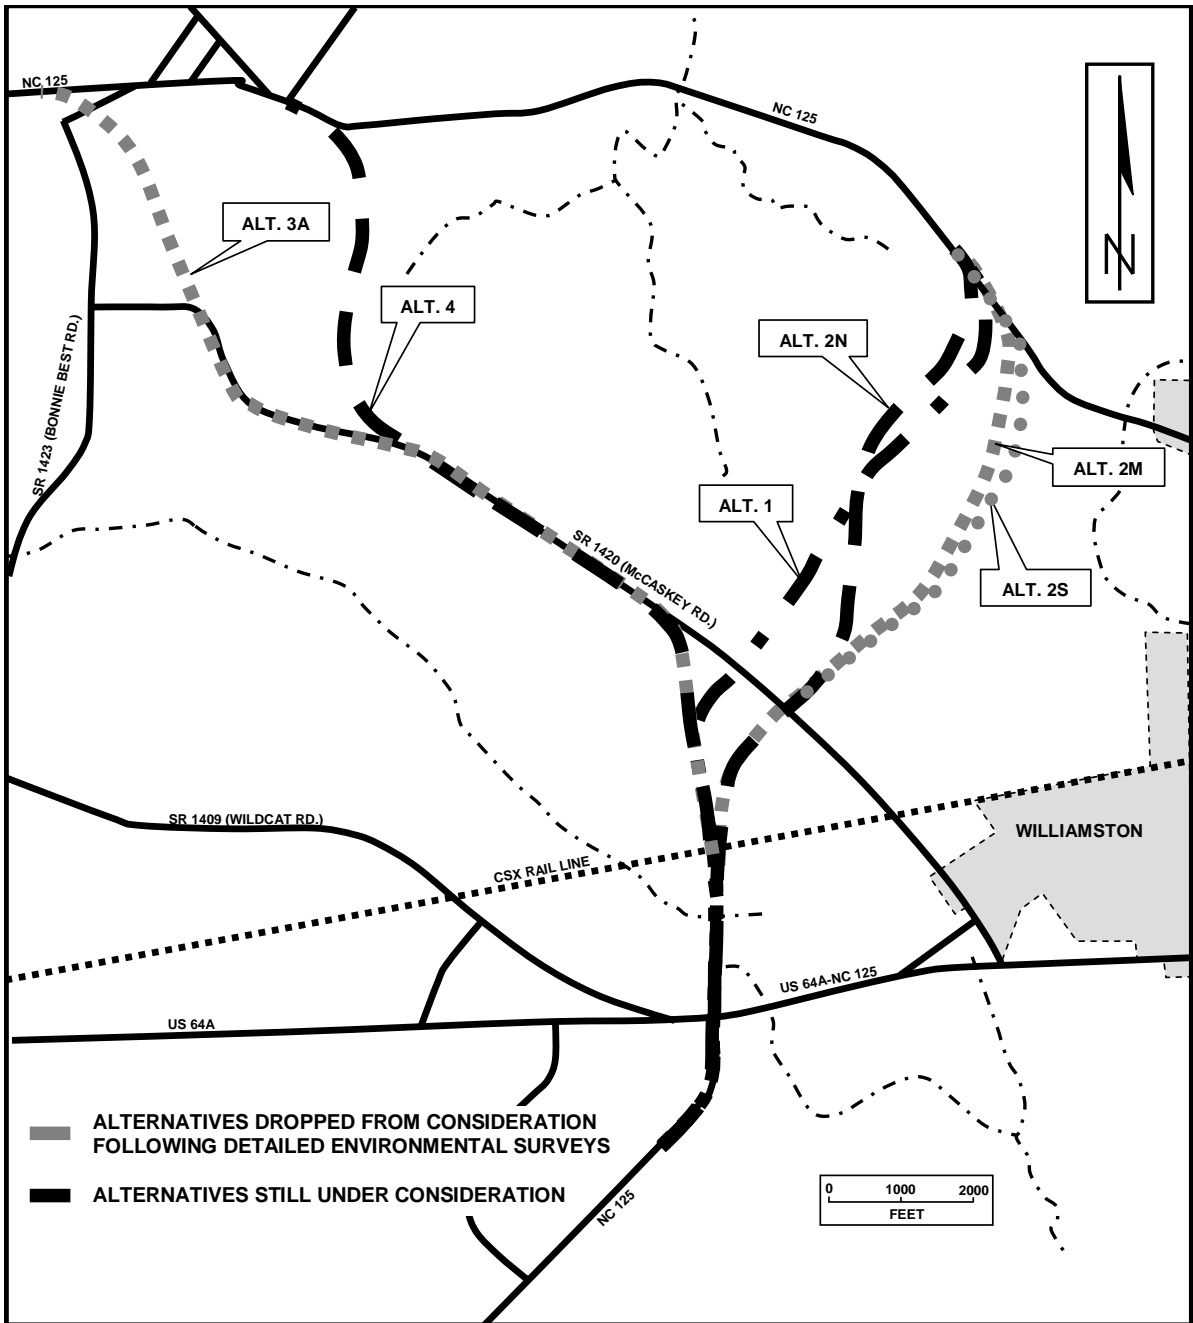 NC 125
NC 125
ALT. 3A
ALT. 4
ALT. 2N
SR 1423 (BONNIE BEST RD.)
ALT. 2M
ALT. 1
SR 1420 (McCASKEY RD.)
ALT. 2S
N
SR 1409 (WILDCAT RD.)
WILLIAMSTON
CSX RAIL LINE
US 64A-NC 125
US 64A
ALTERNATIVES DROPPED FROM CONSIDERATION
FOLLOWING DETAILED ENVIRONMENTAL SURVEYS
ALTERNATIVES STILL UNDER CONSIDERATION
NC 125
0 1000 2000
FEET